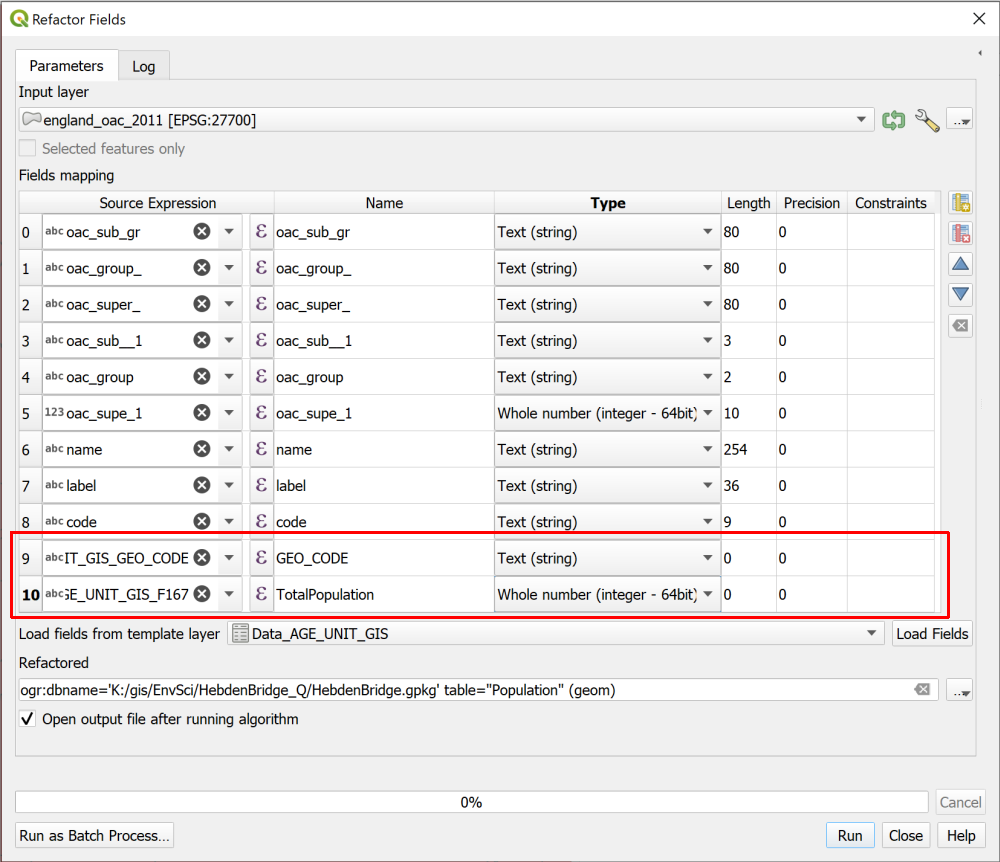 Refactor Fields
Parameters Log
Input layer
england_oac_2011 [EPSG:27700]
...
Selected features only
Fields mapping
Source Expression Name Type Length Precision Constraints
0 abc oac_sub_gr ε oac_sub_gr Text (string) 80 0
1 abc oac_group_ ε oac_group_ Text (string) 80 0
2 abc oac_super_ ε oac_super_ Text (string) 80 0
3 abc oac_sub__1 ε oac_sub__1 Text (string) 3 0
4 abc oac_group ε oac_group Text (string) 2 0
5 123 oac_supe_1 ε oac_supe_1 Whole number (integer - 64bit) 10 0
6 abc name ε name Text (string) 254 0
7 abc label ε label Text (string) 36 0
8 abc code ε code Text (string) 9 0
9 abc IT_GIS_GEO_CODE ε GEO_CODE Text (string) 0 0
10 abc GE_UNIT_GIS_F167 ε TotalPopulation Whole number (integer - 64bit) 0 0
Load fields from template layer Data_AGE_UNIT_GIS Load Fields
Refactored
ogr:dbname='K:/gis/EnvSci/HebdenBridge_Q/HebdenBridge.gpkg' table="Population" (geom) ...
Open output file after running algorithm
0% Cancel
Run as Batch Process... Run Close Help